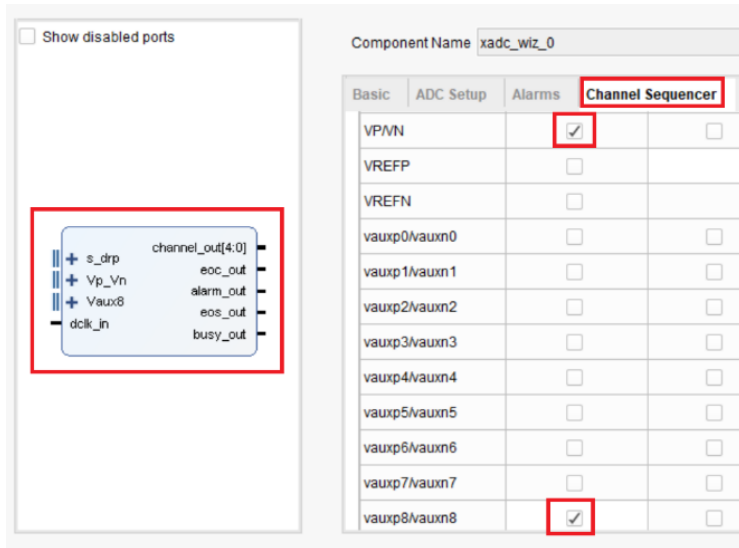 Show disabled ports
Component Name xadc_wiz_0
Basic ADC Setup Alarms Channel Sequencer
VP/VN
VREFP
VREFN
vauxp0/vauxn0
vauxp1/vauxn1
vauxp2/vauxn2
vauxp3/vauxn3
vauxp4/vauxn4
vauxp5/vauxn5
vauxp6/vauxn6
vauxp7/vauxn7
vauxp8/vauxn8
s_drp
Vp_Vn
Vaux8
dclk_in
channel_out[4:0]
eoc_out
alarm_out
eos_out
busy_out